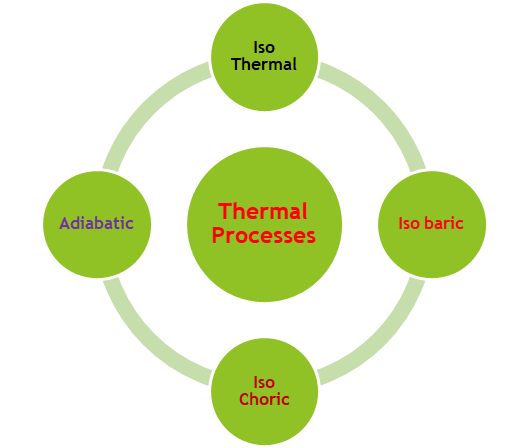 Iso
Thermal
Adiabatic
Thermal
Processes
Iso baric
Iso
Choric